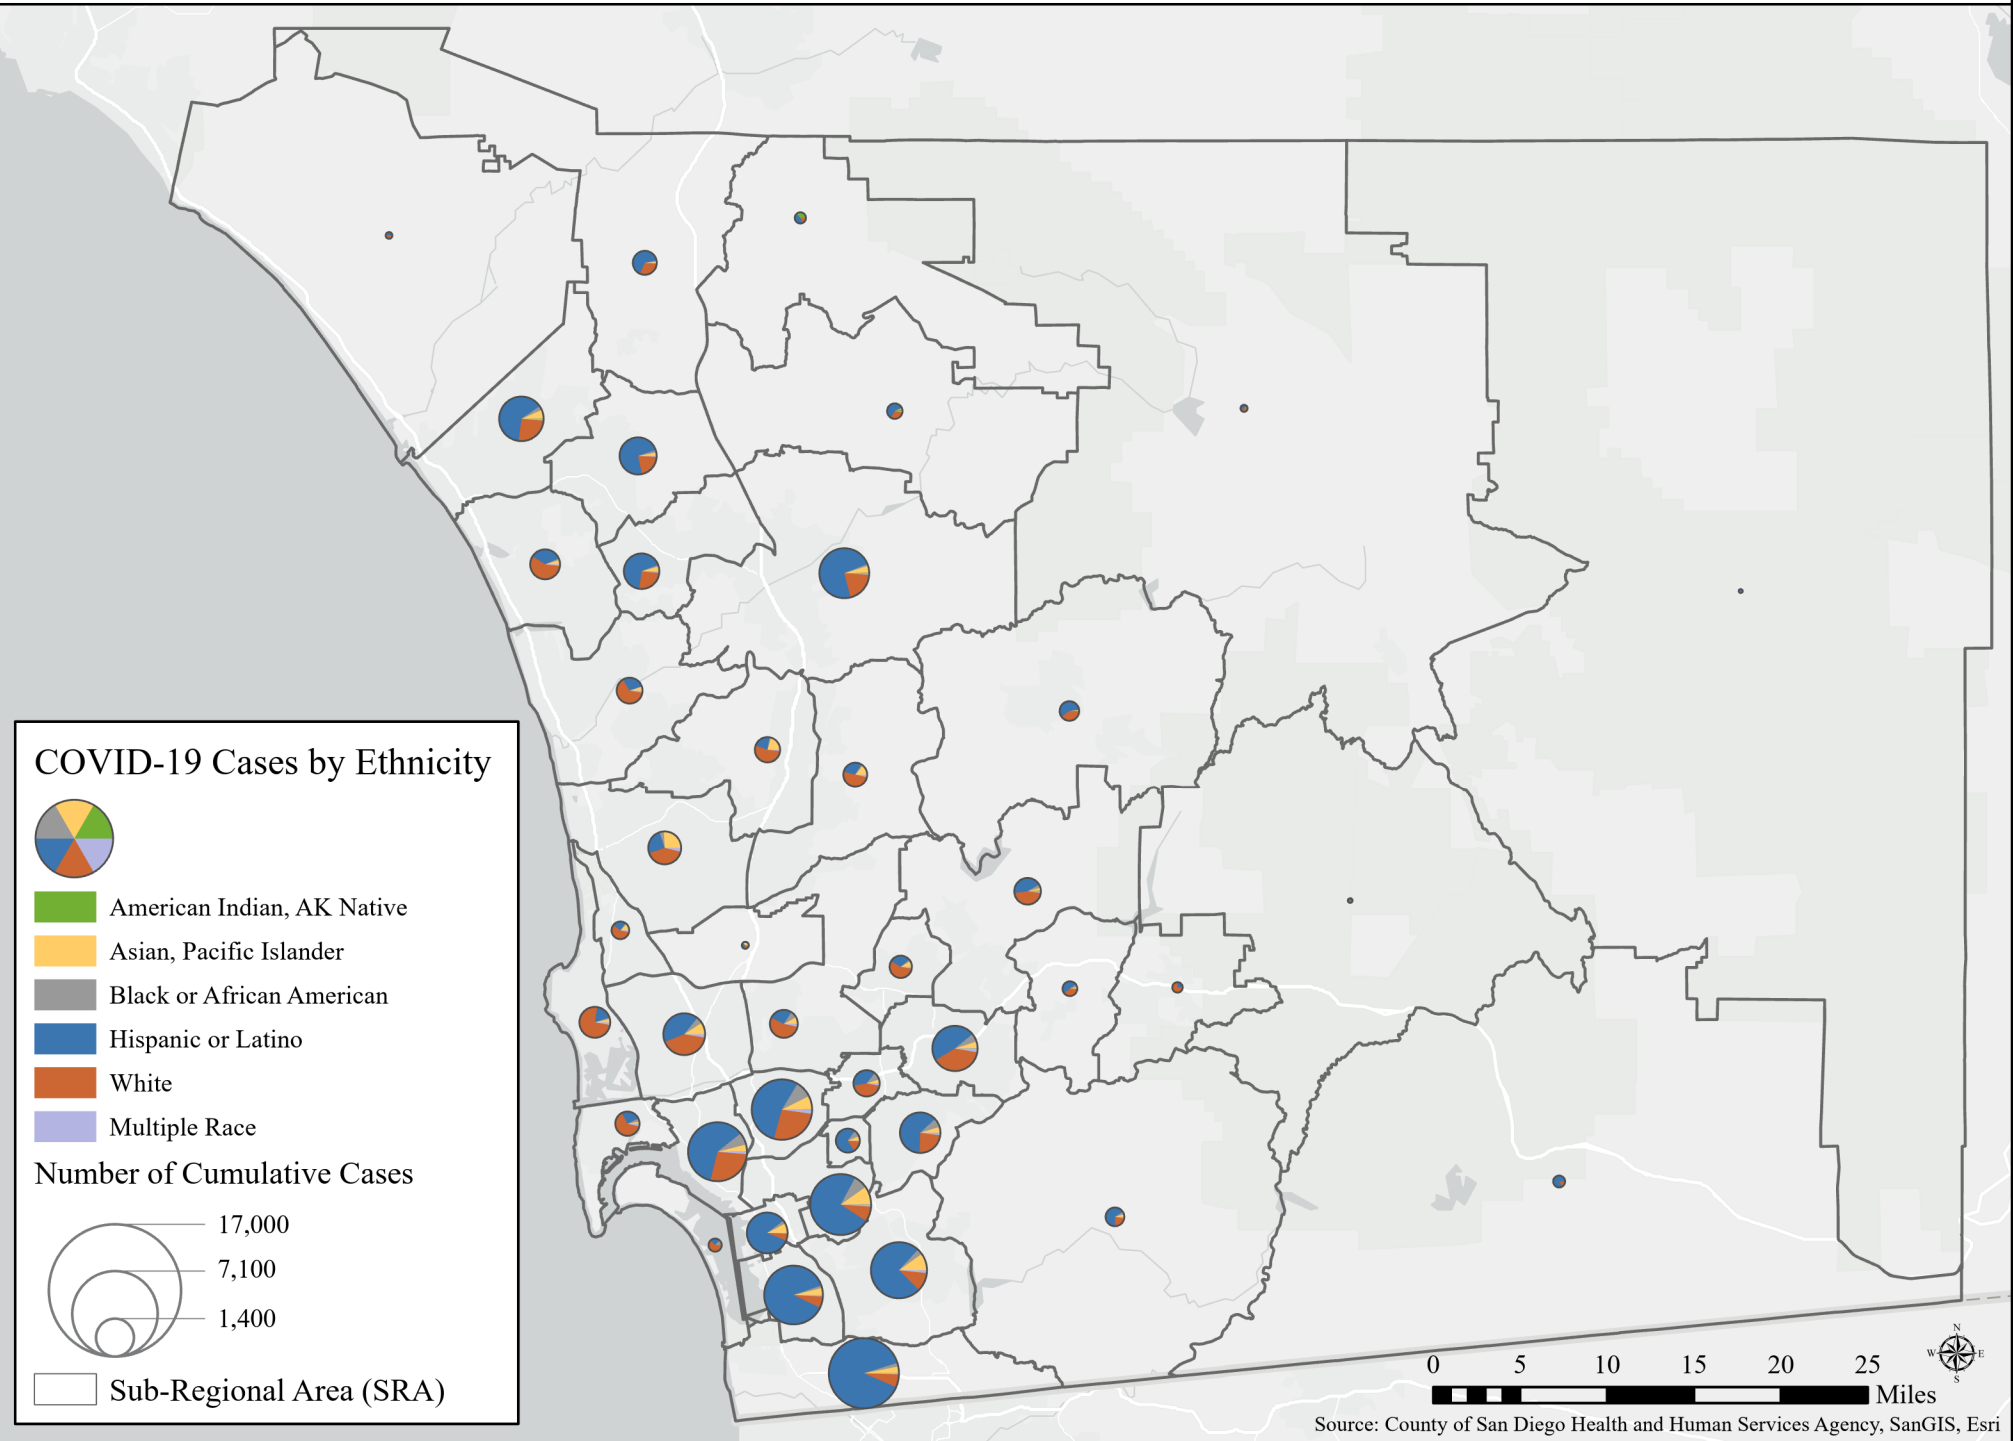 COVID-19 Cases by Ethnicity
American Indian, AK Native
Asian, Pacific Islander
Black or African American
Hispanic or Latino
White
Multiple Race
Number of Cumulative Cases
17,000
7,100
1,400
Sub-Regional Area (SRA)
N
W E
S
0 5 10 15 20 25
Miles
Source: County of San Diego Health and Human Services Agency, SanGIS, Esri